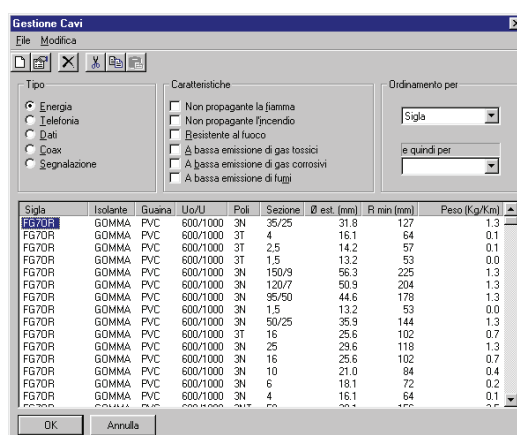 Gestione Cavi
File Modifica
Tipo
Energia
Telefonia
Dati
Coax
Segnalazione
Caratteristiche
Non propagante la fiamma
Non propagante l'incendio
Resistente al fuoco
A bassa emissione di gas tossici
A bassa emissione di gas corrosivi
A bassa emissione di fumi
Ordinamento per
Sigla
e quindi per
Sigla Isolante Guaina Uo/U Poli Sezione Ø est. (mm) R min (mm) Peso (Kg/Km)
FG7OR GOMMA PVC 600/1000 3N 35/25 31.8 127 1.3
FG7OR GOMMA PVC 600/1000 3T 4 16.1 64 0.1
FG7OR GOMMA PVC 600/1000 3T 2,5 14.2 57 0.1
FG7OR GOMMA PVC 600/1000 3T 1,5 13.2 53 0.0
FG7OR GOMMA PVC 600/1000 3N 150/9 56.3 225 1.3
FG7OR GOMMA PVC 600/1000 3N 120/7 50.9 204 1.3
FG7OR GOMMA PVC 600/1000 3N 95/50 44.6 178 1.3
FG7OR GOMMA PVC 600/1000 3N 1,5 13.2 53 0.0
FG7OR GOMMA PVC 600/1000 3N 50/25 35.9 144 1.3
FG7OR GOMMA PVC 600/1000 3T 16 25.6 102 0.7
FG7OR GOMMA PVC 600/1000 3N 25 29.6 118 1.3
FG7OR GOMMA PVC 600/1000 3N 16 25.6 102 0.7
FG7OR GOMMA PVC 600/1000 3N 10 21.0 84 0.4
FG7OR GOMMA PVC 600/1000 3N 6 18.1 72 0.2
FG7OR GOMMA PVC 600/1000 3N 4 16.1 64 0.1
OK Annulla